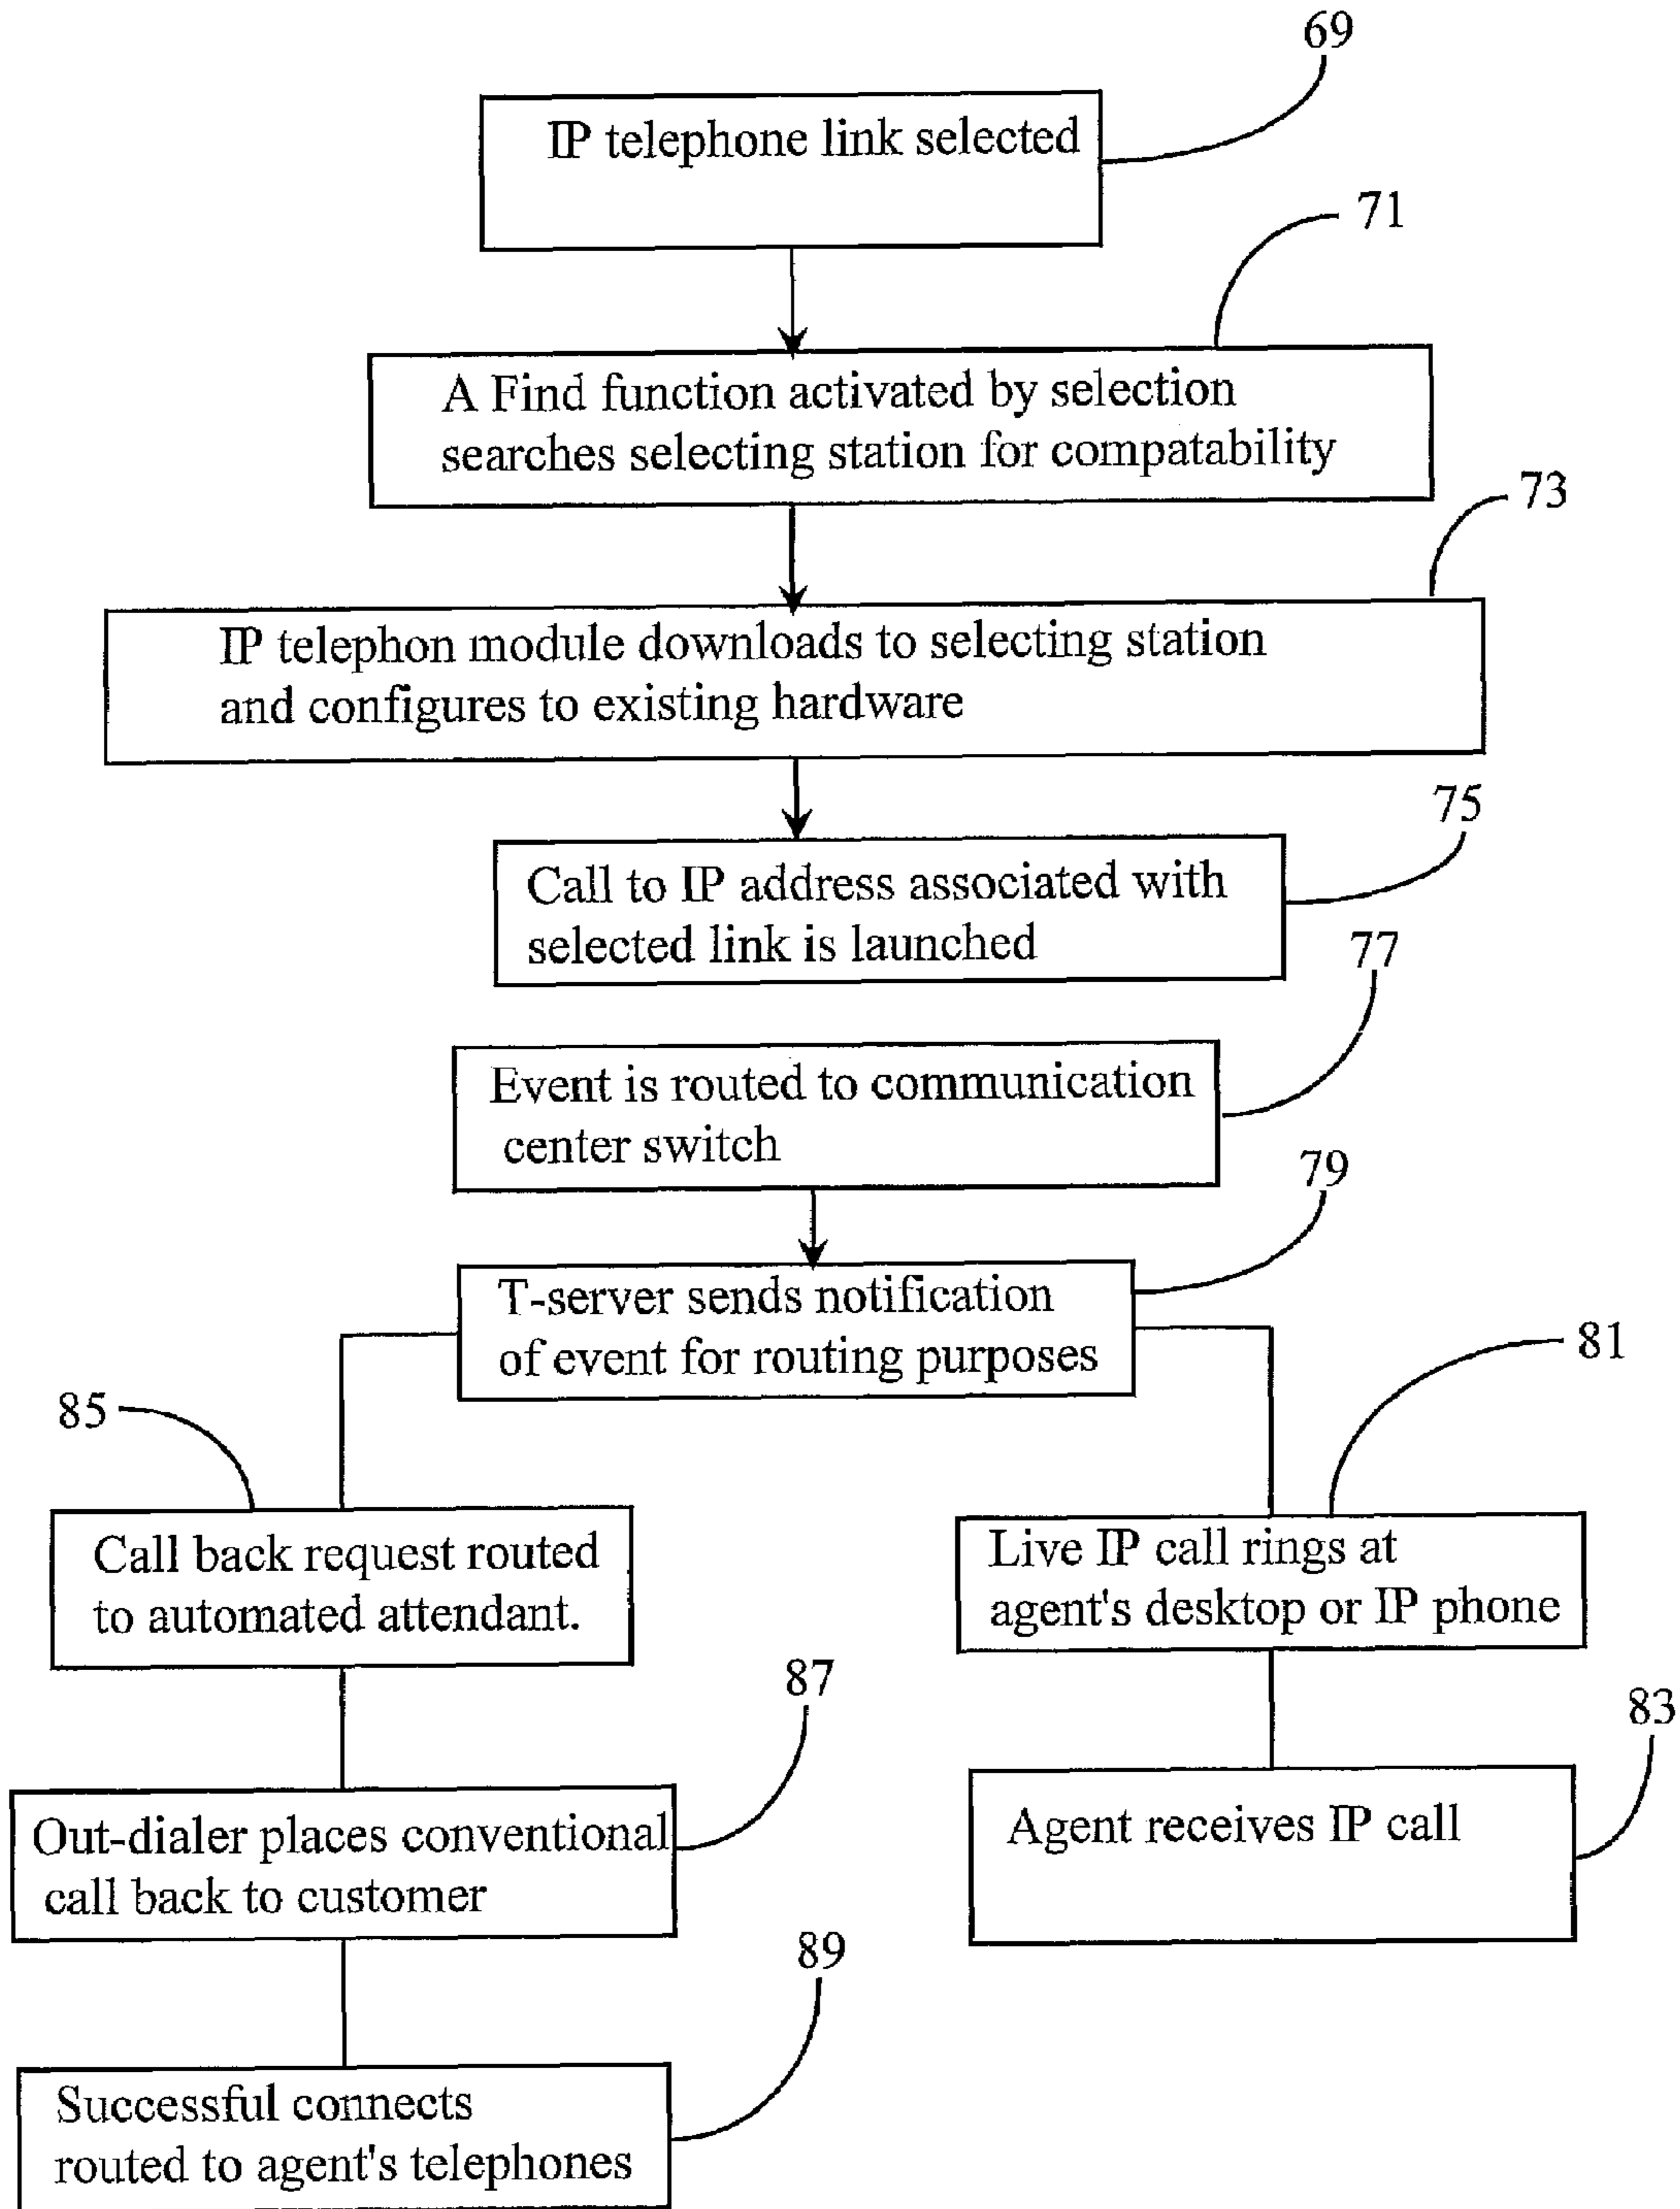 69
IP telephone link selected
71
A Find function activated by selection
searches selecting station for compatability
73
IP telephon module downloads to selecting station
and configures to existing hardware
75
Call to IP address associated with
selected link is launched
77
Event is routed to communication
center switch
79
T-server sends notification
of event for routing purposes
81
85
Call back request routed
to automated attendant.
Live IP call rings at
agent's desktop or IP phone
87
83
Out-dialer places conventional
call back to customer
Agent receives IP call
89
Successful connects
routed to agent's telephones